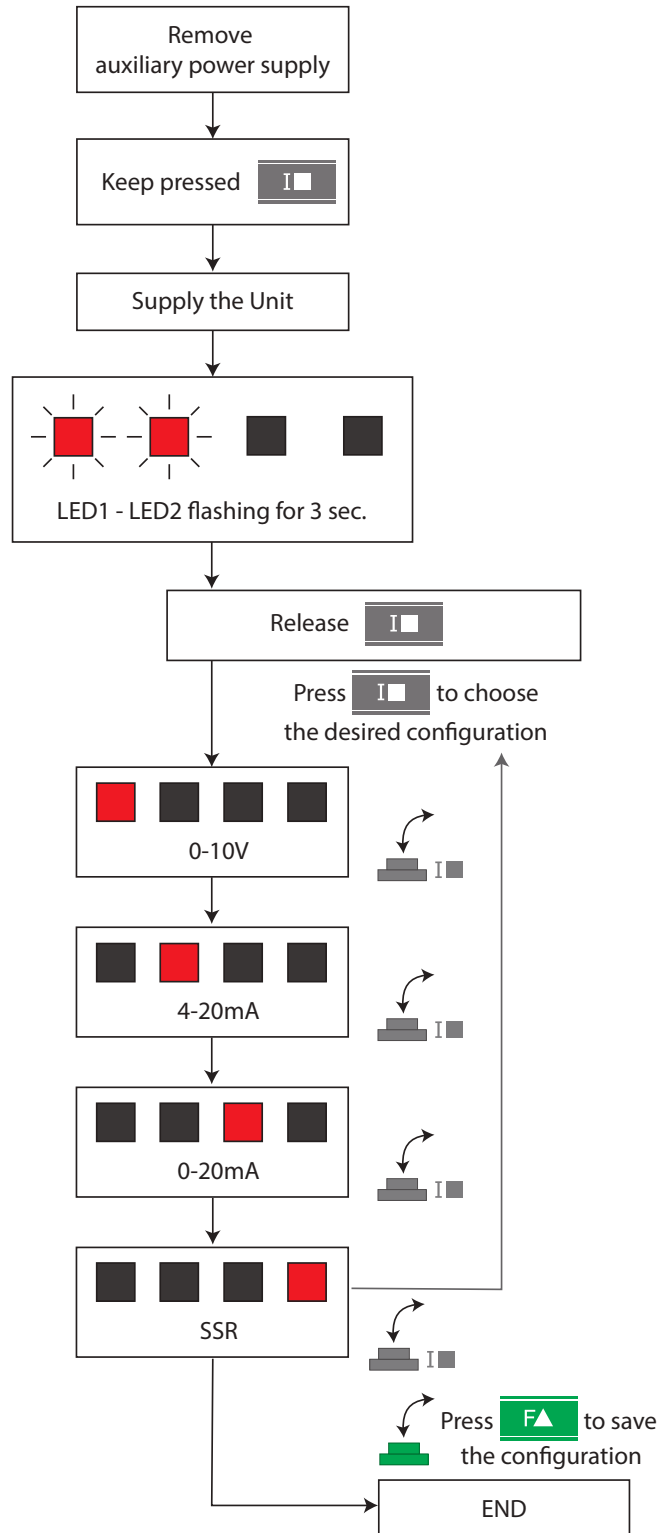 Remove
auxiliary power supply
Keep pressed I■
Supply the Unit
LED1 - LED2 flashing for 3 sec.
Release I■
Press I■ to choose
the desired configuration
0-10V
I■
4-20mA
I■
0-20mA
I■
SSR
I■
Press F▲ to save
the configuration
END